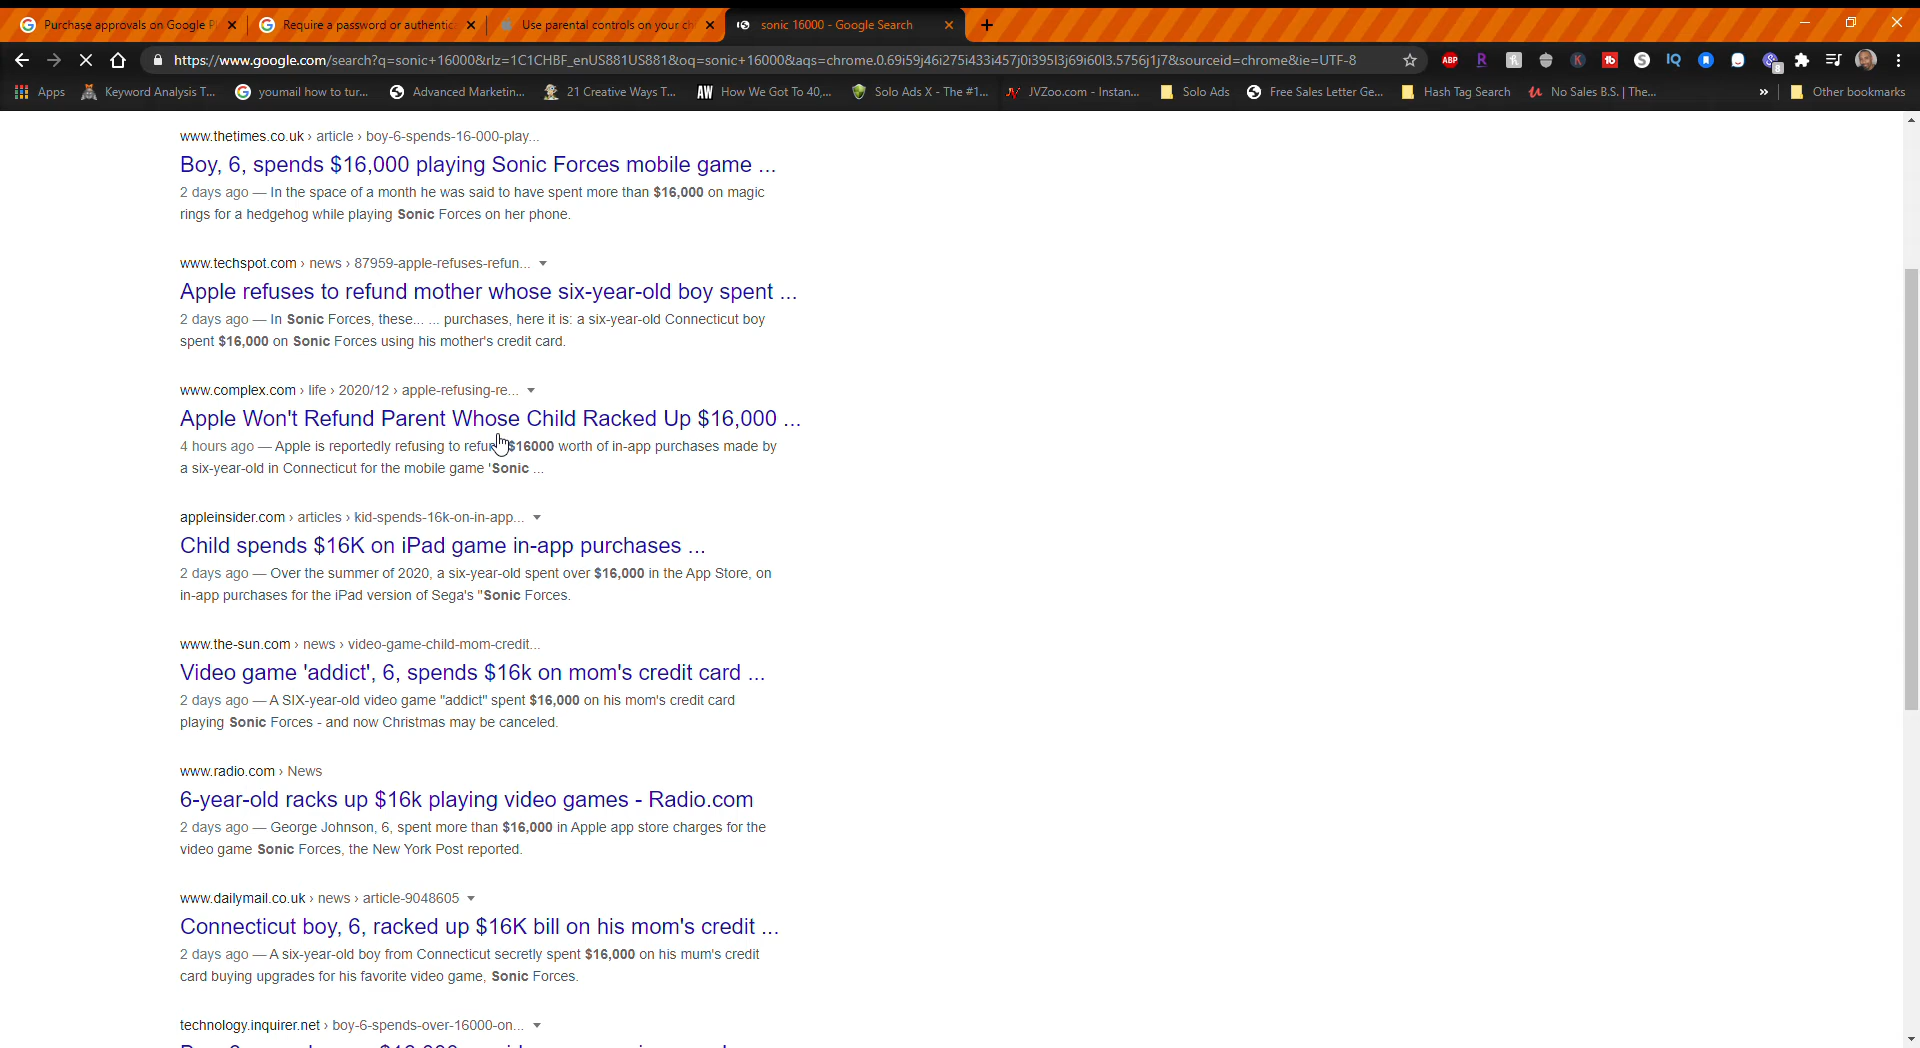 Purchase approvals on Google P
Require a password or authentic
Use parental controls on your ch
sonic 16000 - Google Search
https://www.google.com/search?q=sonic+16000&rlz=1C1CHBF_enUS881US881&oq=sonic+16000&aqs=chrome.0.69i59j46i275i433i457j0i395l3j69i60l3.5756j1j7&sourceid=chrome&ie=UTF-8
Apps
Keyword Analysis T...
youmail how to tur...
Advanced Marketin...
21 Creative Ways T...
AW How We Got To 40,...
Solo Ads X - The #1...
JVZoo.com - Instan...
Solo Ads
Free Sales Letter Ge...
Hash Tag Search
No Sales B.S. | The...
»
Other bookmarks
www.thetimes.co.uk › article › boy-6-spends-16-000-play...
Boy, 6, spends $16,000 playing Sonic Forces mobile game ...
2 days ago — In the space of a month he was said to have spent more than $16,000 on magic
rings for a hedgehog while playing Sonic Forces on her phone.
www.techspot.com › news › 87959-apple-refuses-refun...
Apple refuses to refund mother whose six-year-old boy spent ...
2 days ago — In Sonic Forces, these... ... purchases, here it is: a six-year-old Connecticut boy
spent $16,000 on Sonic Forces using his mother's credit card.
www.complex.com › life › 2020/12 › apple-refusing-re...
Apple Won't Refund Parent Whose Child Racked Up $16,000 ...
4 hours ago — Apple is reportedly refusing to refun $16000 worth of in-app purchases made by
a six-year-old in Connecticut for the mobile game 'Sonic ...
appleinsider.com › articles › kid-spends-16k-on-in-app...
Child spends $16K on iPad game in-app purchases ...
2 days ago — Over the summer of 2020, a six-year-old spent over $16,000 in the App Store, on
in-app purchases for the iPad version of Sega's "Sonic Forces.
www.the-sun.com › news › video-game-child-mom-credit...
Video game 'addict', 6, spends $16k on mom's credit card ...
2 days ago — A SIX-year-old video game "addict" spent $16,000 on his mom's credit card
playing Sonic Forces - and now Christmas may be canceled.
www.radio.com › News
6-year-old racks up $16k playing video games - Radio.com
2 days ago — George Johnson, 6, spent more than $16,000 in Apple app store charges for the
video game Sonic Forces, the New York Post reported.
www.dailymail.co.uk › news › article-9048605
Connecticut boy, 6, racked up $16K bill on his mom's credit ...
2 days ago — A six-year-old boy from Connecticut secretly spent $16,000 on his mum's credit
card buying upgrades for his favorite video game, Sonic Forces.
technology.inquirer.net › boy-6-spends-over-16000-on...